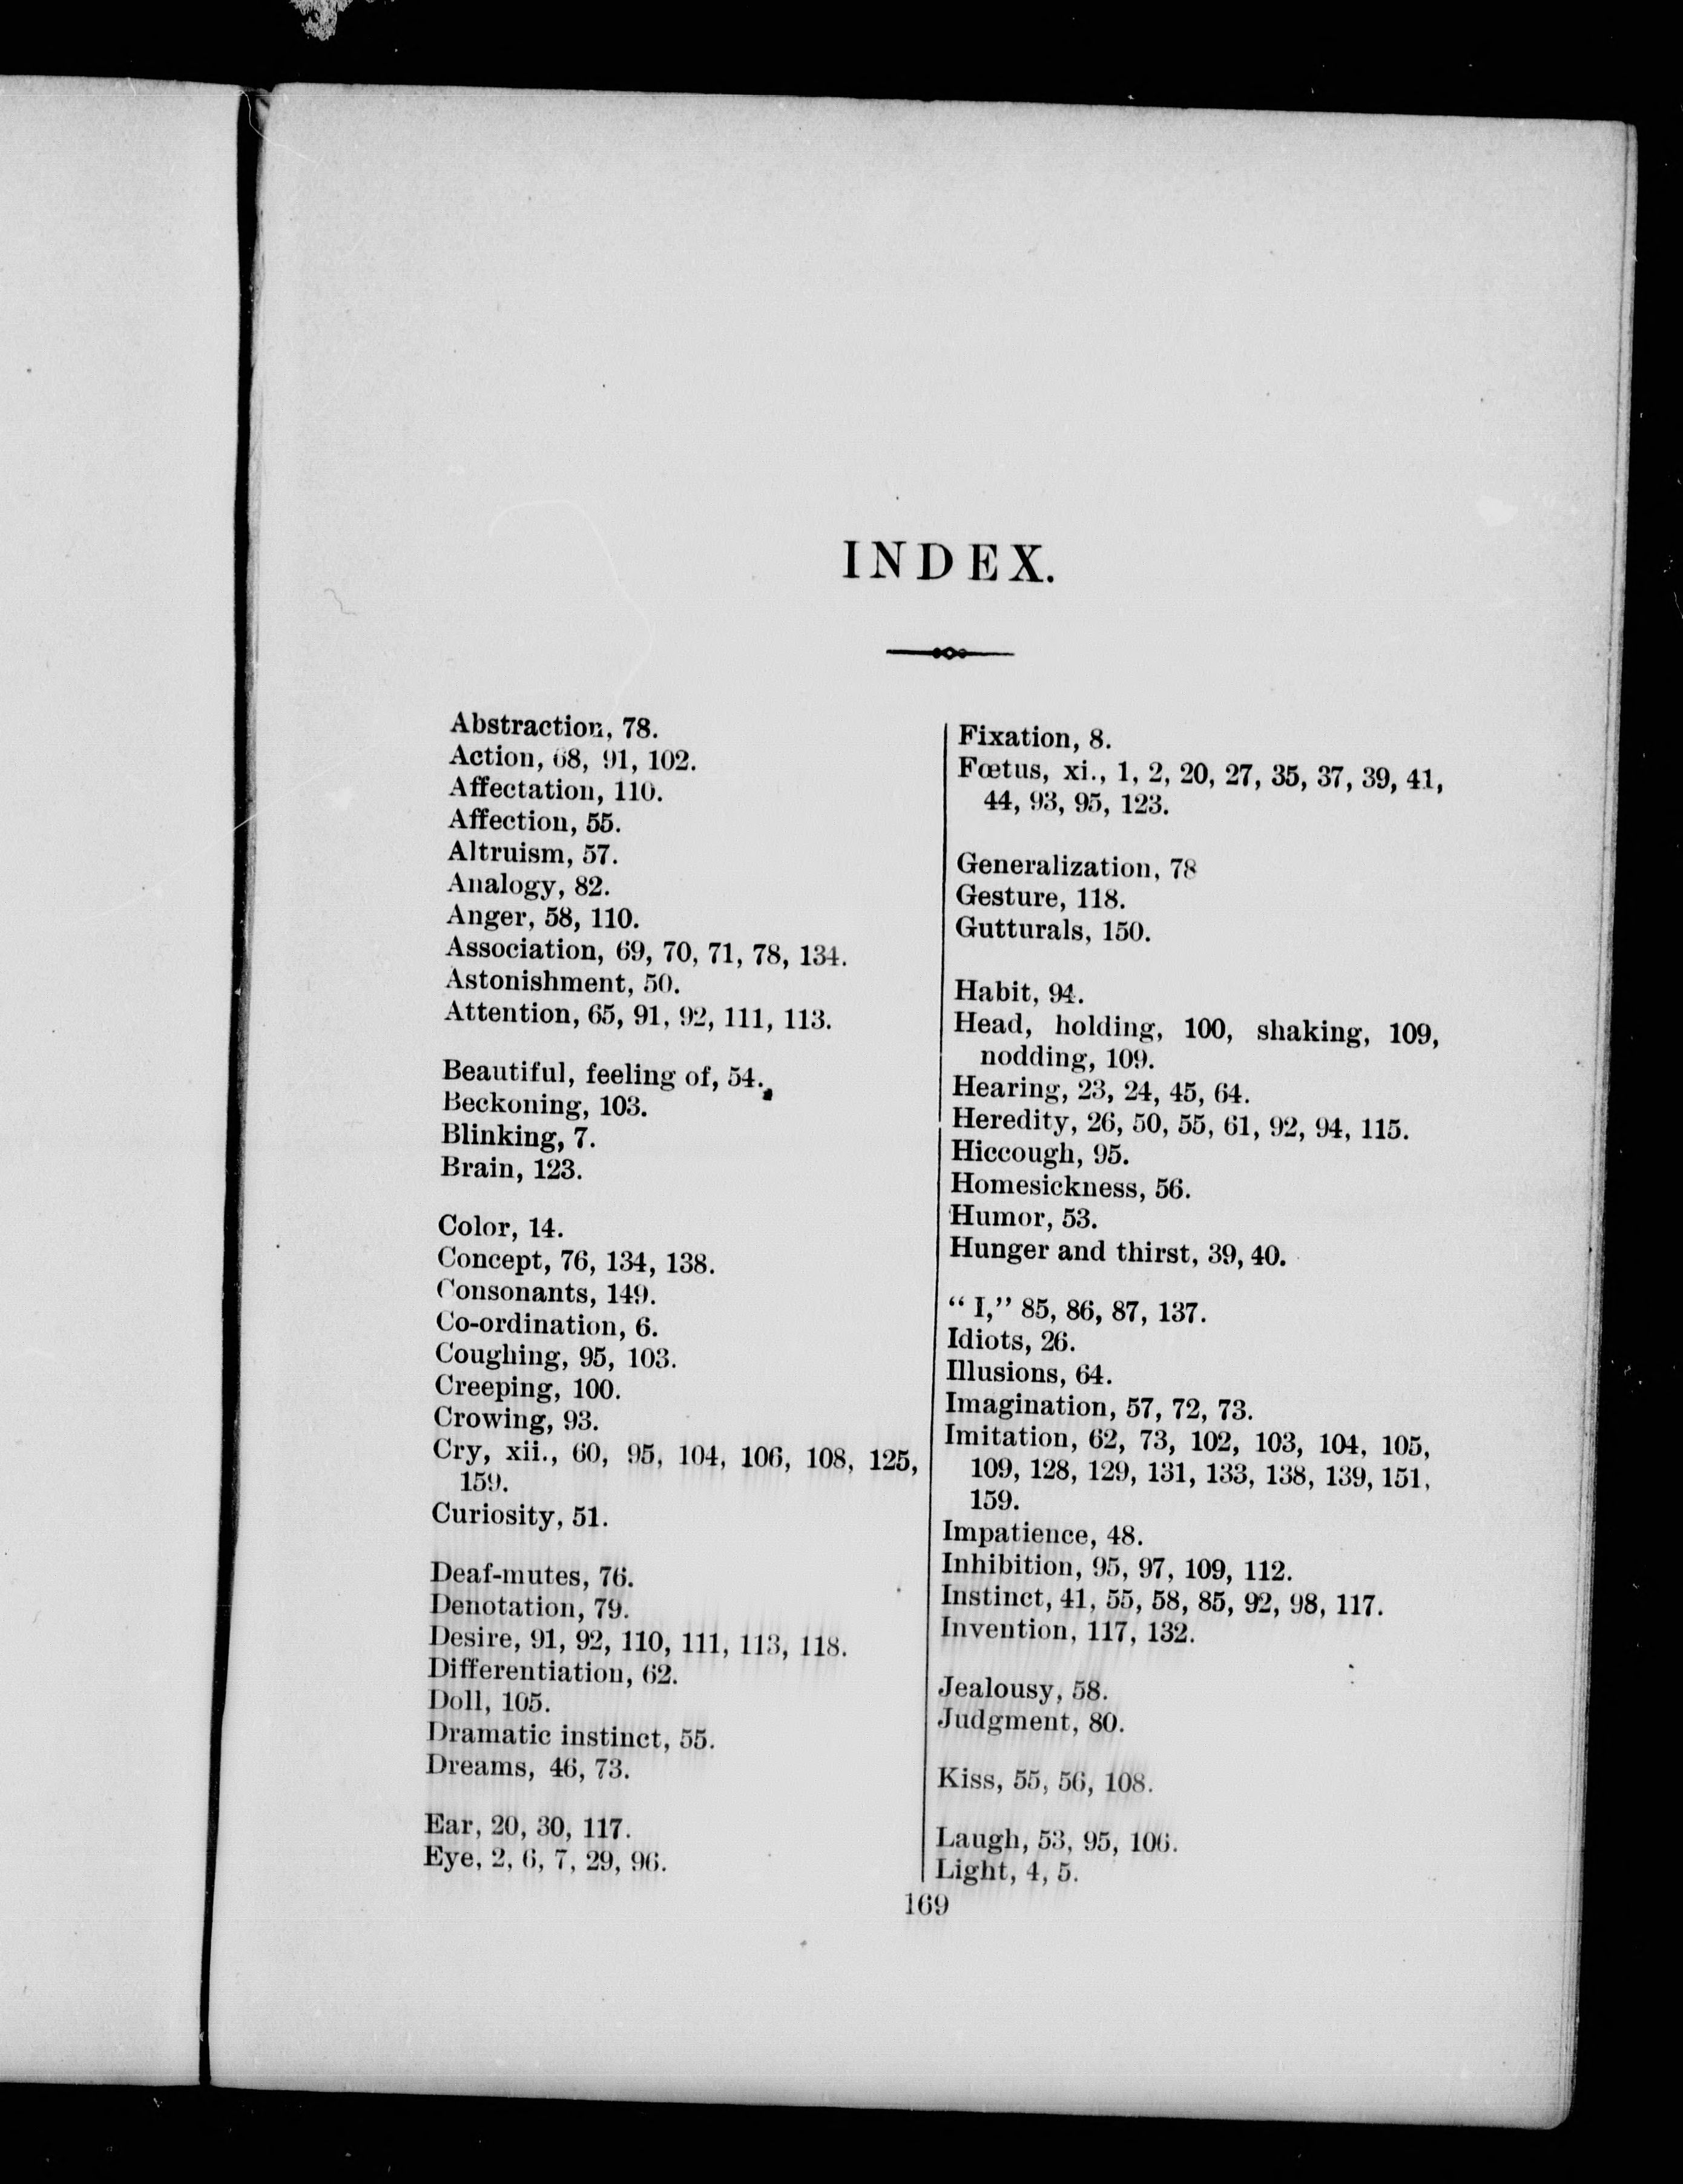 INDEX.
Abstraction, 78.
Action, 68, 91, 102.
Affectation, 110.
Affection, 55.
Altruism, 57.
Analogy, 82.
Anger, 58, 110.
Association, 69, 70, 71, 78, 134.
Astonishment, 50.
Attention, 65, 91, 92, 111, 113.
Beautiful, feeling of, 54.
Beckoning, 103.
Blinking, 7.
Brain, 123.
Color, 14.
Concept, 76, 134, 138.
Consonants, 149.
Co-ordination, 6.
Coughing, 95, 103.
Creeping, 100.
Crowing, 93.
Cry, xii., 60, 95, 104, 106, 108, 125,
159.
Curiosity, 51.
Deaf-mutes, 76.
Denotation, 79.
Desire, 91, 92, 110, 111, 113, 118.
Differentiation, 62.
Doll, 105.
Dramatic instinct, 55.
Dreams, 46, 73.
Ear, 20, 30, 117.
Eye, 2, 6, 7, 29, 96.
Fixation, 8.
Fœtus, xi., 1, 2, 20, 27, 35, 37, 39, 41,
44, 93, 95, 123.
Generalization, 78
Gesture, 118.
Gutturals, 150.
Habit, 94.
Head, holding, 100, shaking, 109,
nodding, 109.
Hearing, 23, 24, 45, 64.
Heredity, 26, 50, 55, 61, 92, 94, 115.
Hiccough, 95.
Homesickness, 56.
Humor, 53.
Hunger and thirst, 39, 40.
“ I,” 85, 86, 87, 137.
Idiots, 26.
Illusions, 64.
Imagination, 57, 72, 73.
Imitation, 62, 73, 102, 103, 104, 105,
109, 128, 129, 131, 133, 138, 139, 151,
159.
Impatience, 48.
Inhibition, 95, 97, 109, 112.
Instinct, 41, 55, 58, 85, 92, 98, 117.
Invention, 117, 132.
Jealousy, 58.
Judgment, 80.
Kiss, 55, 56, 108.
Laugh, 53, 95, 106.
Light, 4, 5.
169